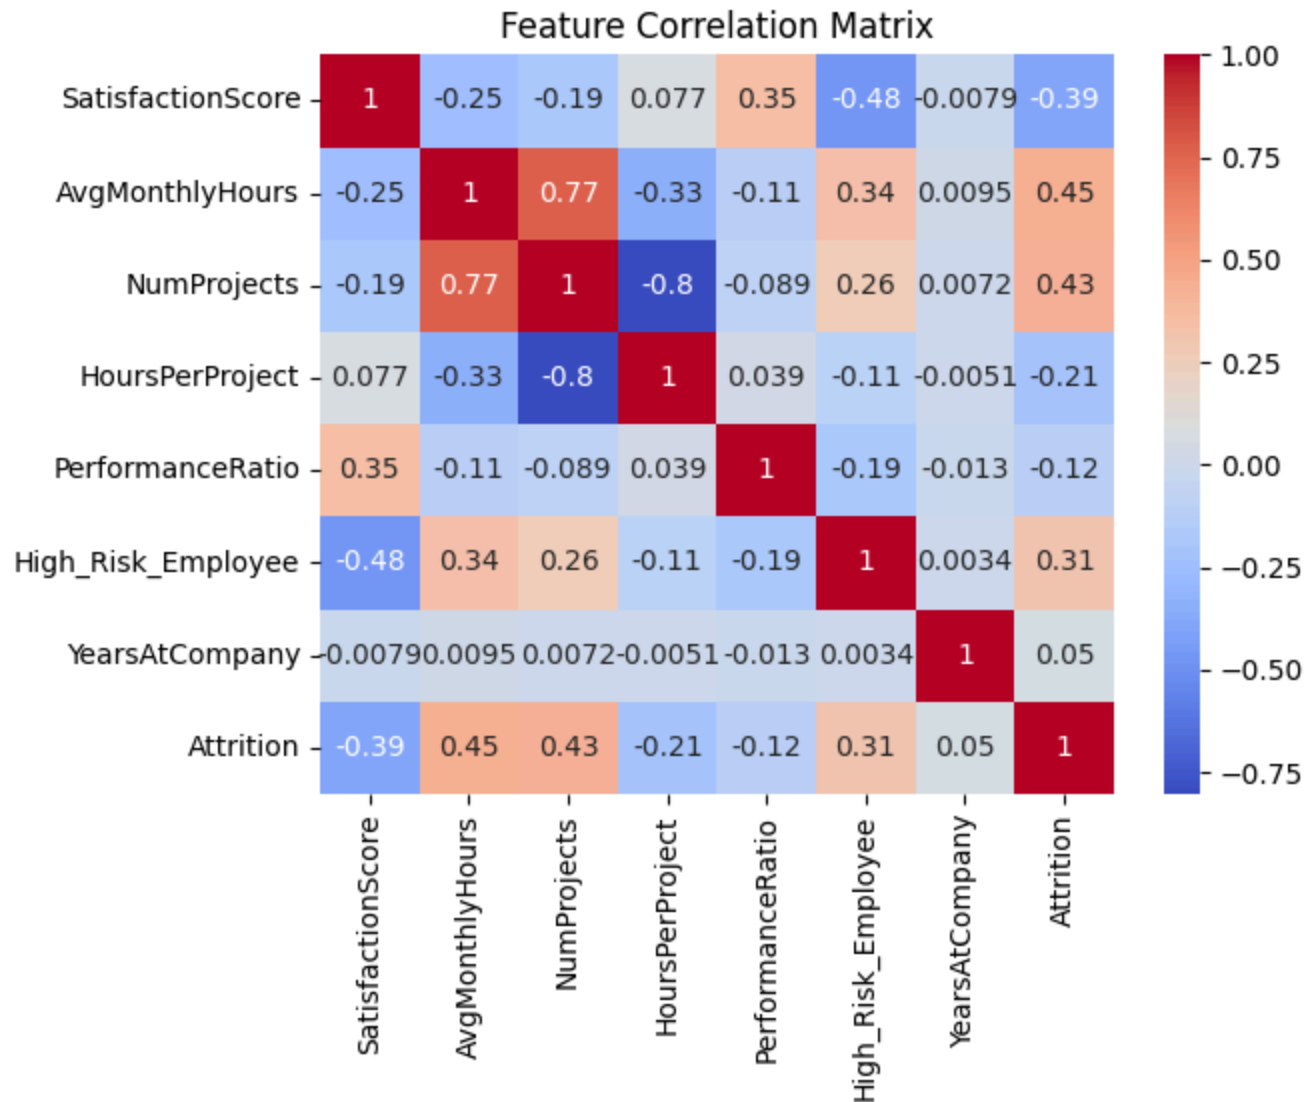 Feature Correlation Matrix
SatisfactionScore 1 -0.25 -0.19 0.077 0.35 -0.48 -0.0079 -0.39
AvgMonthlyHours -0.25 1 0.77 -0.33 -0.11 0.34 0.0095 0.45
NumProjects -0.19 0.77 1 -0.8 -0.089 0.26 0.0072 0.43
HoursPerProject 0.077 -0.33 -0.8 1 0.039 -0.11 -0.0051 -0.21
PerformanceRatio 0.35 -0.11 -0.089 0.039 1 -0.19 -0.013 -0.12
High_Risk_Employee -0.48 0.34 0.26 -0.11 -0.19 1 0.0034 0.31
YearsAtCompany -0.0079 0.0095 0.0072 -0.0051 -0.013 0.0034 1 0.05
Attrition -0.39 0.45 0.43 -0.21 -0.12 0.31 0.05 1
SatisfactionScore
AvgMonthlyHours
NumProjects
HoursPerProject
PerformanceRatio
High_Risk_Employee
YearsAtCompany
Attrition
1.00
0.75
0.50
0.25
0.00
−0.25
−0.50
−0.75